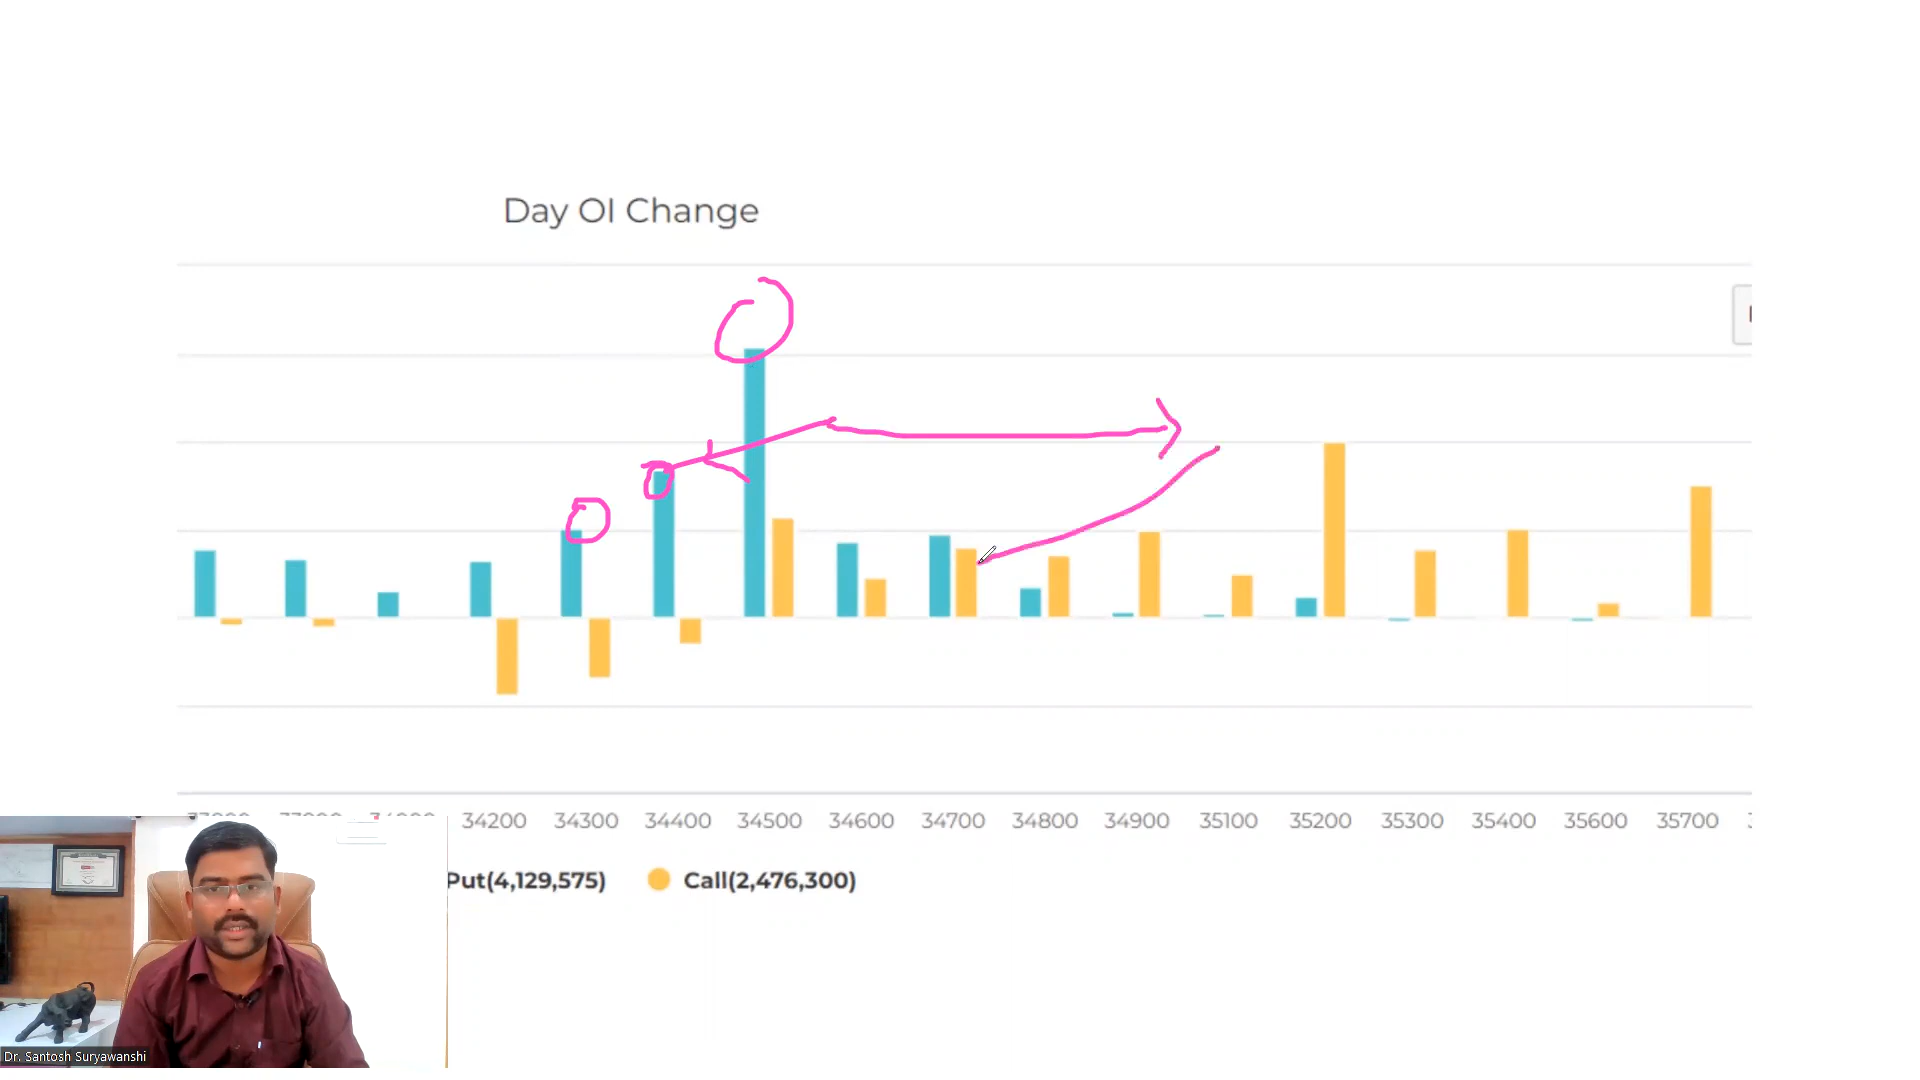 Day OI Change
34200 34300 34400 34500 34600 34700 34800 34900 35100 35200 35300 35400 35600 35700
Put(4,129,575) Call(2,476,300)
Dr. Santosh Suryawanshi